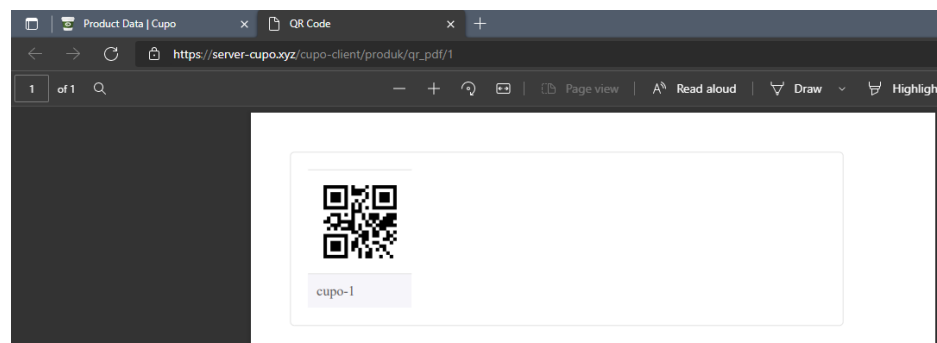 Product Data | Cupo
QR Code
https://server-cupo.xyz/cupo-client/produk/qr_pdf/1
1 of 1 Page view Read aloud Draw Highligh
cupo-1